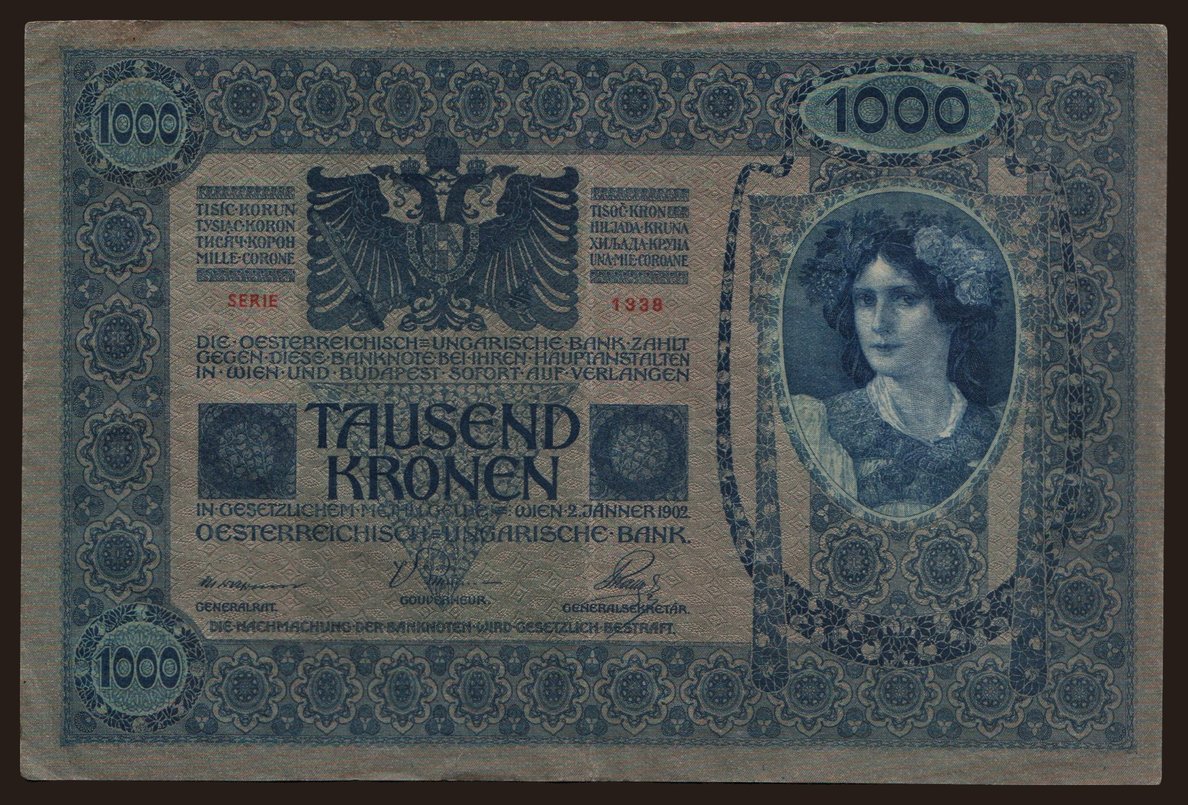 1000
1000
TISÍC·KORUN
TYSIĄC·KORON
ТИСЯЧ·КОРОН
MILLE·CORONE
TISOČ·KRON
HILJADA·KRUNA
ХИЉАДА·КРУНА
UNA·MIE·COROANE
SERIE 1338
DIE·OESTERREICHISCH=UNGARISCHE·BANK·ZAHLT
GEGEN·DIESE·BANKNOTE·BEI·IHREN·HAUPTANSTALTEN
IN·WIEN·UND·BUDAPEST·SOFORT·AUF·VERLANGEN
TAUSEND
KRONEN
IN·GESETZLICHEM·METALLGELDE=WIEN·2·JÄNNER·1902
OESTERREICHISCH=UNGARISCHE·BANK.
GENERALRAT.
GOUVERNEUR.
GENERALSEKRETÄR.
DIE·NACHMACHUNG·DER·BANKNOTEN·WIRD·GESETZLICH·BESTRAFT.
1000